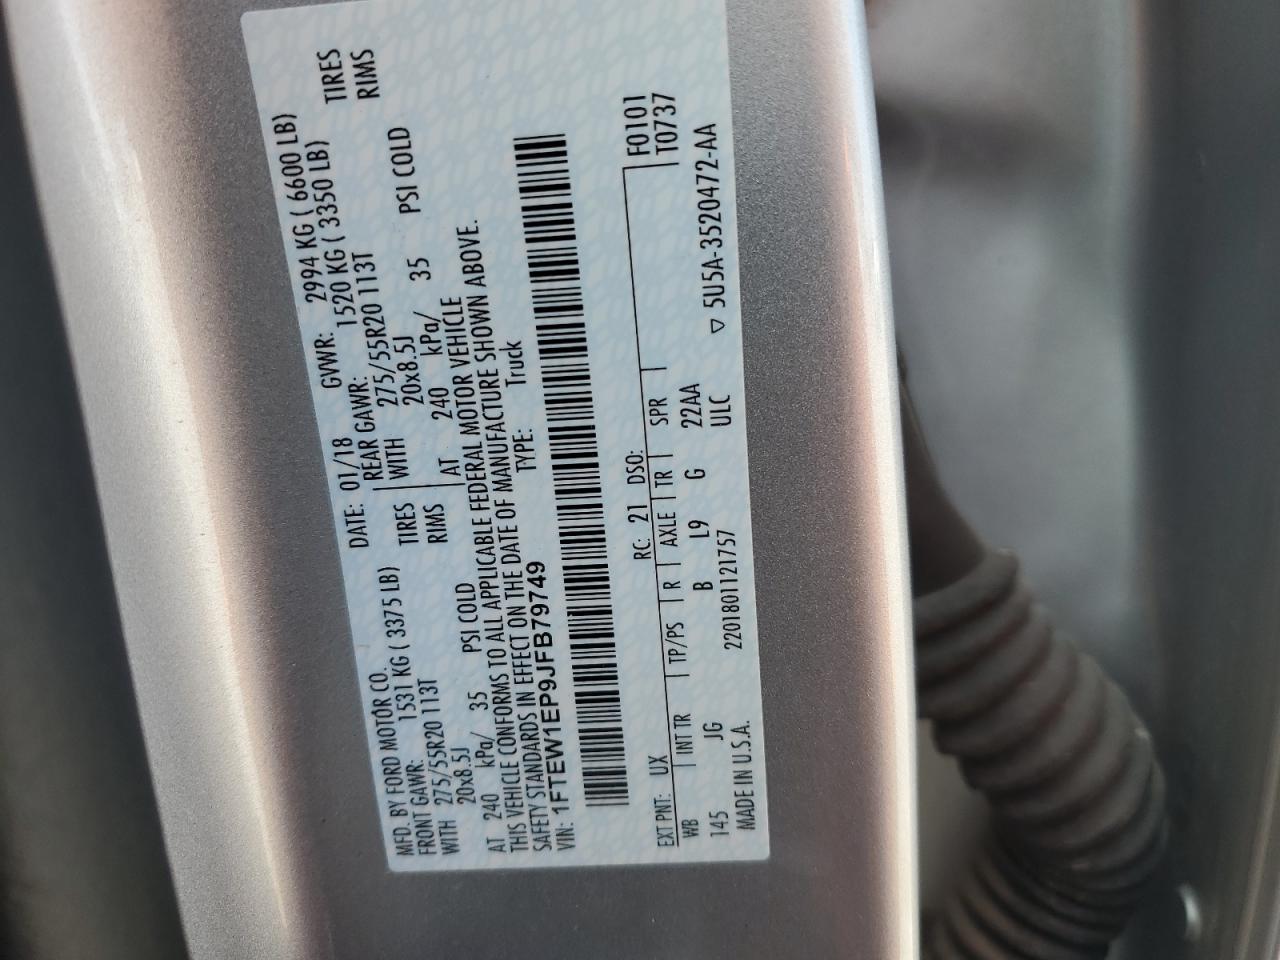 MFD. BY FORD MOTOR CO.
DATE: 01/18 GVWR: 2994 KG ( 6600 LB)
FRONT GAWR: 1531 KG ( 3375 LB) REAR GAWR: 1520 KG ( 3350 LB)
WITH 275/55R20 113T TIRES WITH 275/55R20 113T TIRES
20x8.5J RIMS 20x8.5J RIMS
AT 240 kPa/ 35 PSI COLD AT 240 kPa/ 35 PSI COLD
THIS VEHICLE CONFORMS TO ALL APPLICABLE FEDERAL MOTOR VEHICLE
SAFETY STANDARDS IN EFFECT ON THE DATE OF MANUFACTURE SHOWN ABOVE.
VIN: 1FTEW1EP9JFB79749 TYPE: Truck
EXT PNT: UX RC: 21 DSO: F0101
WB INT TR TP/PS R AXLE TR SPR T0737
145 JG B L9 G 22AA
MADE IN U.S.A. 2201801121757 ULC ▽ 5U5A-3520472-AA